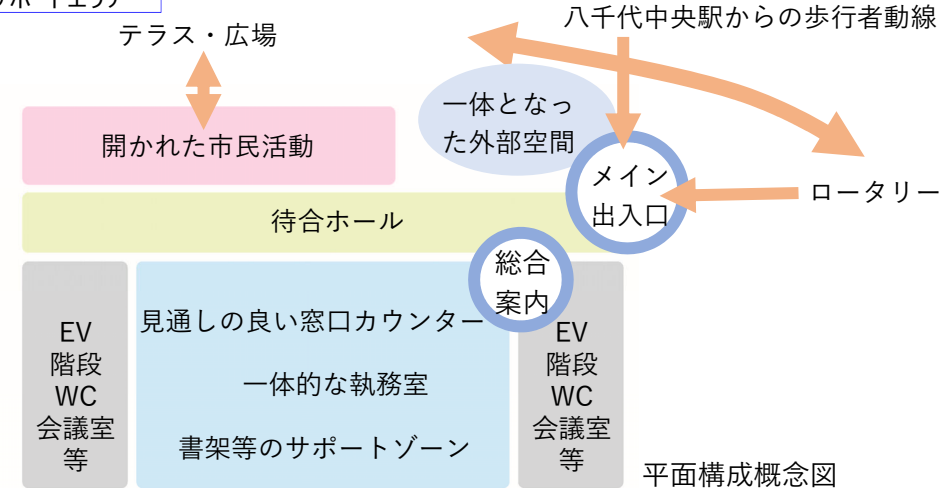 テラス・広場
八千代中央駅からの歩行者動線
一体となっ
た外部空間
開かれた市民活動
メイン
出入口
ロータリー
待合ホール
総合
案内
EV
階段
WC
会議室
等
見通しの良い窓口カウンター
一体的な執務室
書架等のサポートゾーン
EV
階段
WC
会議室
等
平面構成概念図